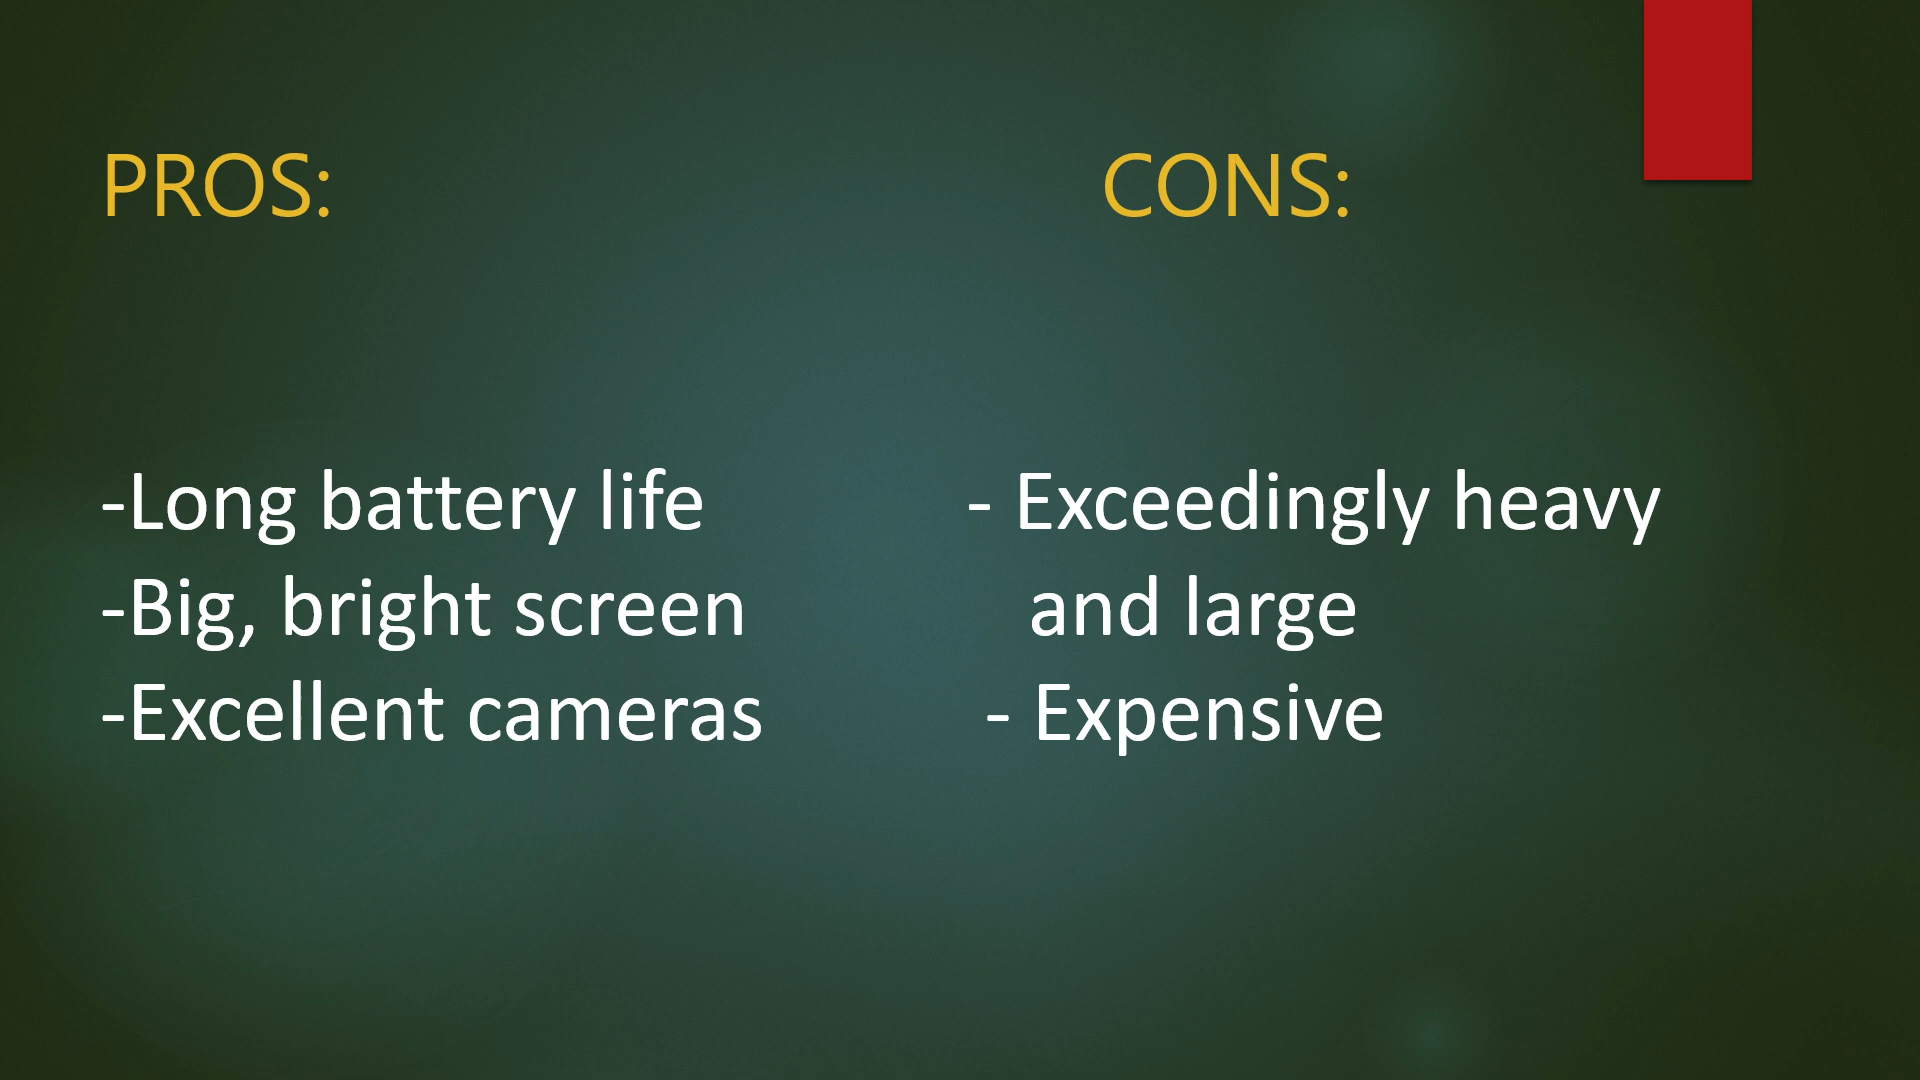 PROS:
CONS:
-Long battery life
-Big, bright screen
-Excellent cameras
- Exceedingly heavy
and large
- Expensive